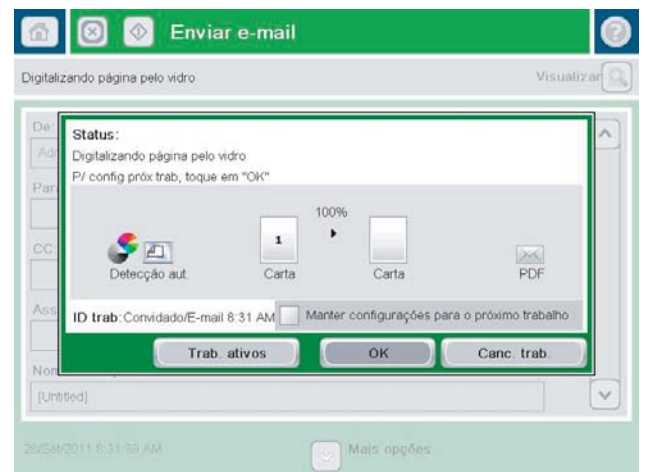 Enviar e-mail
Digitalizando página pelo vidro
Visualizar
De:
Status:
Digitalizando página pelo vidro
P/ config próx trab, toque em "OK"
CC
100%
1
Detecção aut.
Carta
Carta
PDF
ID trab:Convidado/E-mail 8:31 AM
Manter configurações para o próximo trabalho
Trab. ativos
OK
Canc. trab.
[Untitled]
28/Set/2011 8:31:39 AM
Mais opções